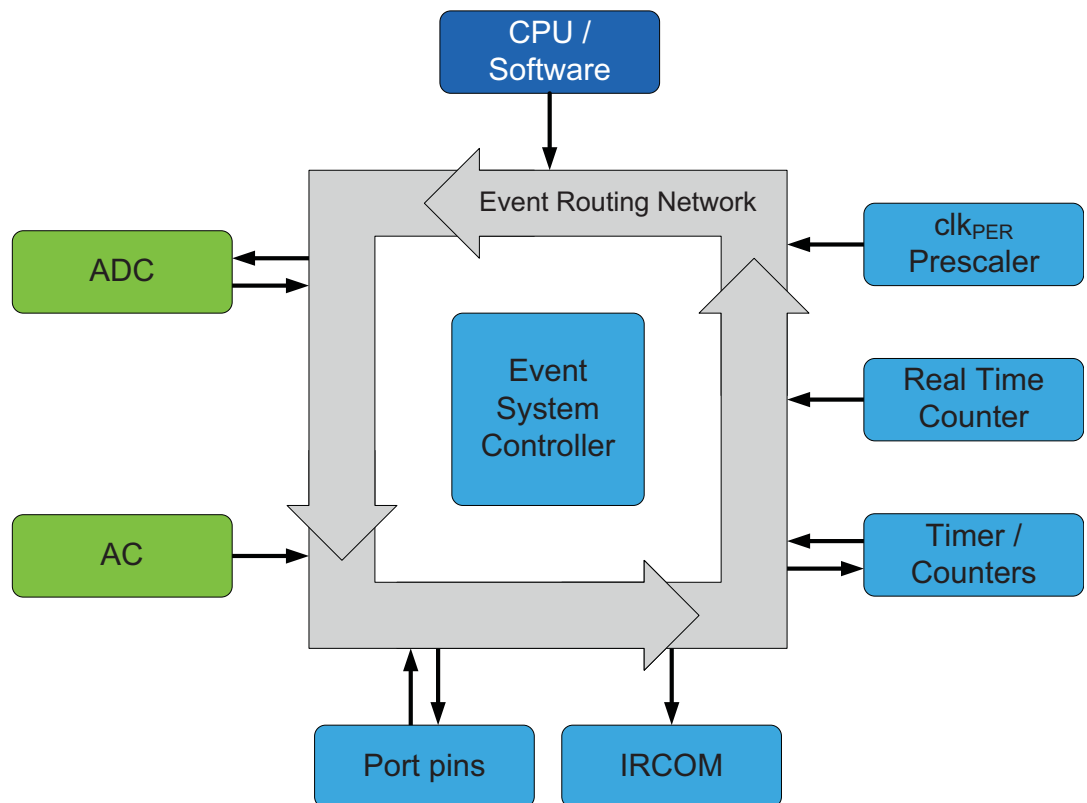 CPU /
Software
Event Routing Network
clkPER
Prescaler
ADC
Event
System
Controller
Real Time
Counter
AC
Timer /
Counters
Port pins
IRCOM